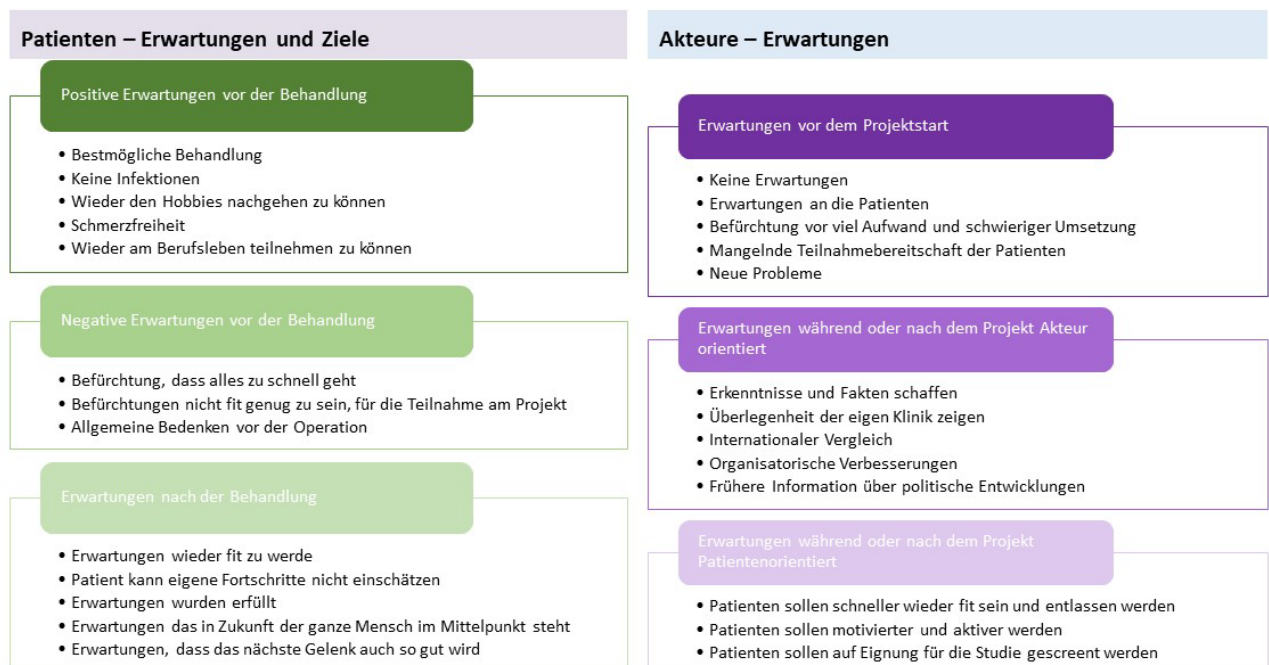 Patienten – Erwartungen und Ziele
Positive Erwartungen vor der Behandlung
• Bestmögliche Behandlung
• Keine Infektionen
• Wieder den Hobbies nachgehen zu können
• Schmerzfreiheit
• Wieder am Berufsleben teilnehmen zu können
Negative Erwartungen vor der Behandlung
• Befürchtung, dass alles zu schnell geht
• Befürchtungen nicht fit genug zu sein, für die Teilnahme am Projekt
• Allgemeine Bedenken vor der Operation
Erwartungen nach der Behandlung
• Erwartungen wieder fit zu werde
• Patient kann eigene Fortschritte nicht einschätzen
• Erwartungen wurden erfüllt
• Erwartungen das in Zukunft der ganze Mensch im Mittelpunkt steht
• Erwartungen, dass das nächste Gelenk auch so gut wird
Akteure – Erwartungen
Erwartungen vor dem Projektstart
• Keine Erwartungen
• Erwartungen an die Patienten
• Befürchtung vor viel Aufwand und schwieriger Umsetzung
• Mangelnde Teilnahmebereitschaft der Patienten
• Neue Probleme
Erwartungen während oder nach dem Projekt Akteur
orientiert
• Erkenntnisse und Fakten schaffen
• Überlegenheit der eigen Klinik zeigen
• Internationaler Vergleich
• Organisatorische Verbesserungen
• Frühere Information über politische Entwicklungen
Erwartungen während oder nach dem Projekt
Patientenorientiert
• Patienten sollen schneller wieder fit sein und entlassen werden
• Patienten sollen motivierter und aktiver werden
• Patienten sollen auf Eignung für die Studie gescreent werden